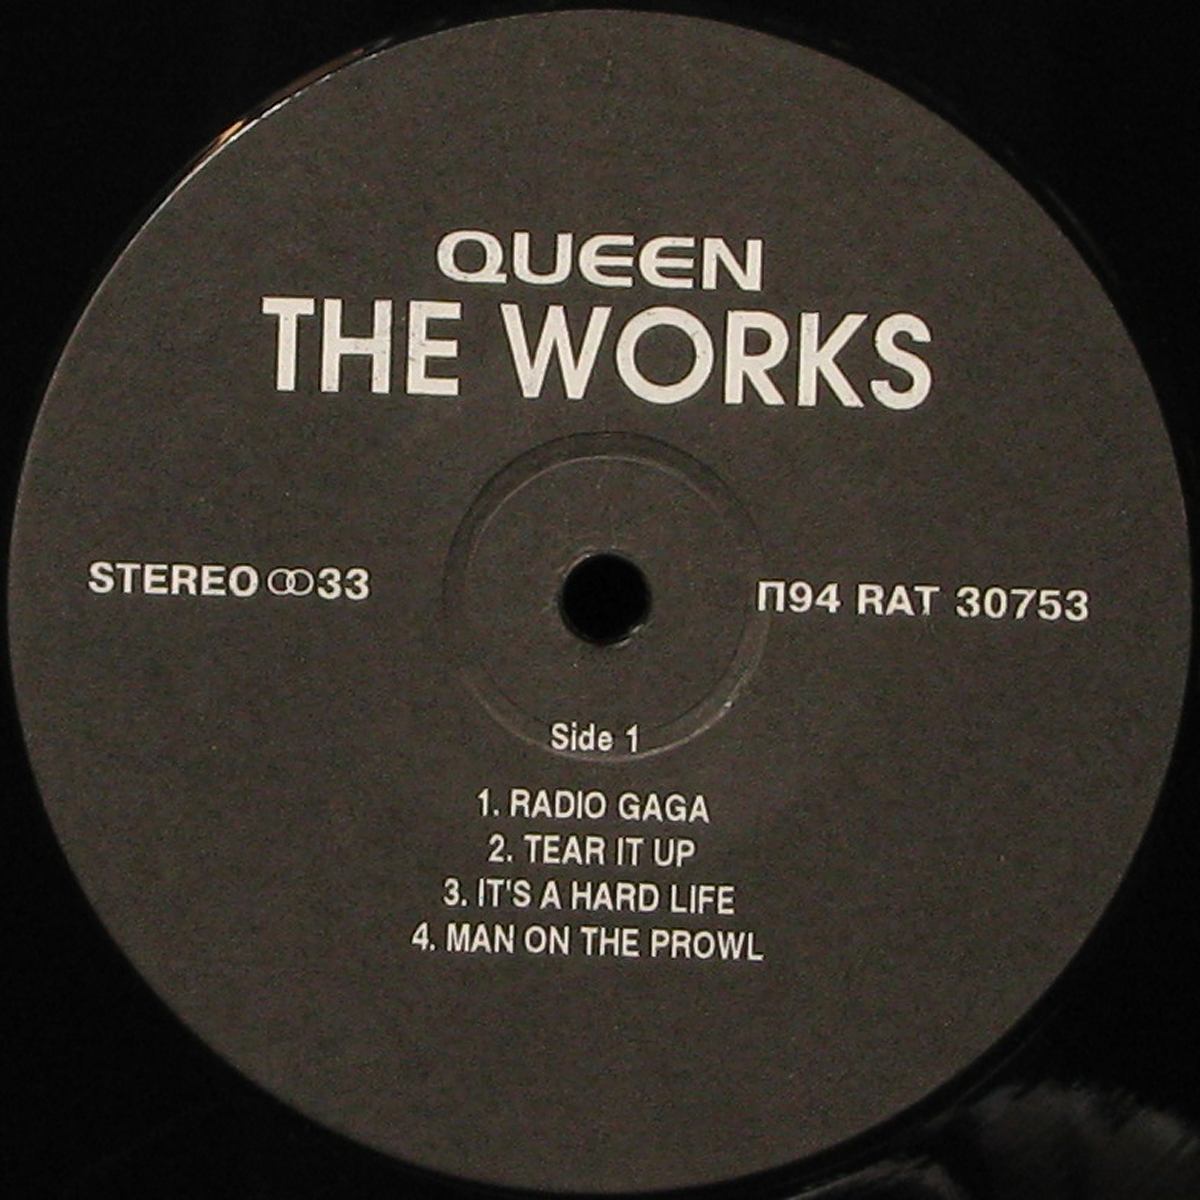 QUEEN
THE WORKS
STEREO ꝏ 33
П94 RAT 30753
Side 1
1. RADIO GAGA
2. TEAR IT UP
3. IT'S A HARD LIFE
4. MAN ON THE PROWL